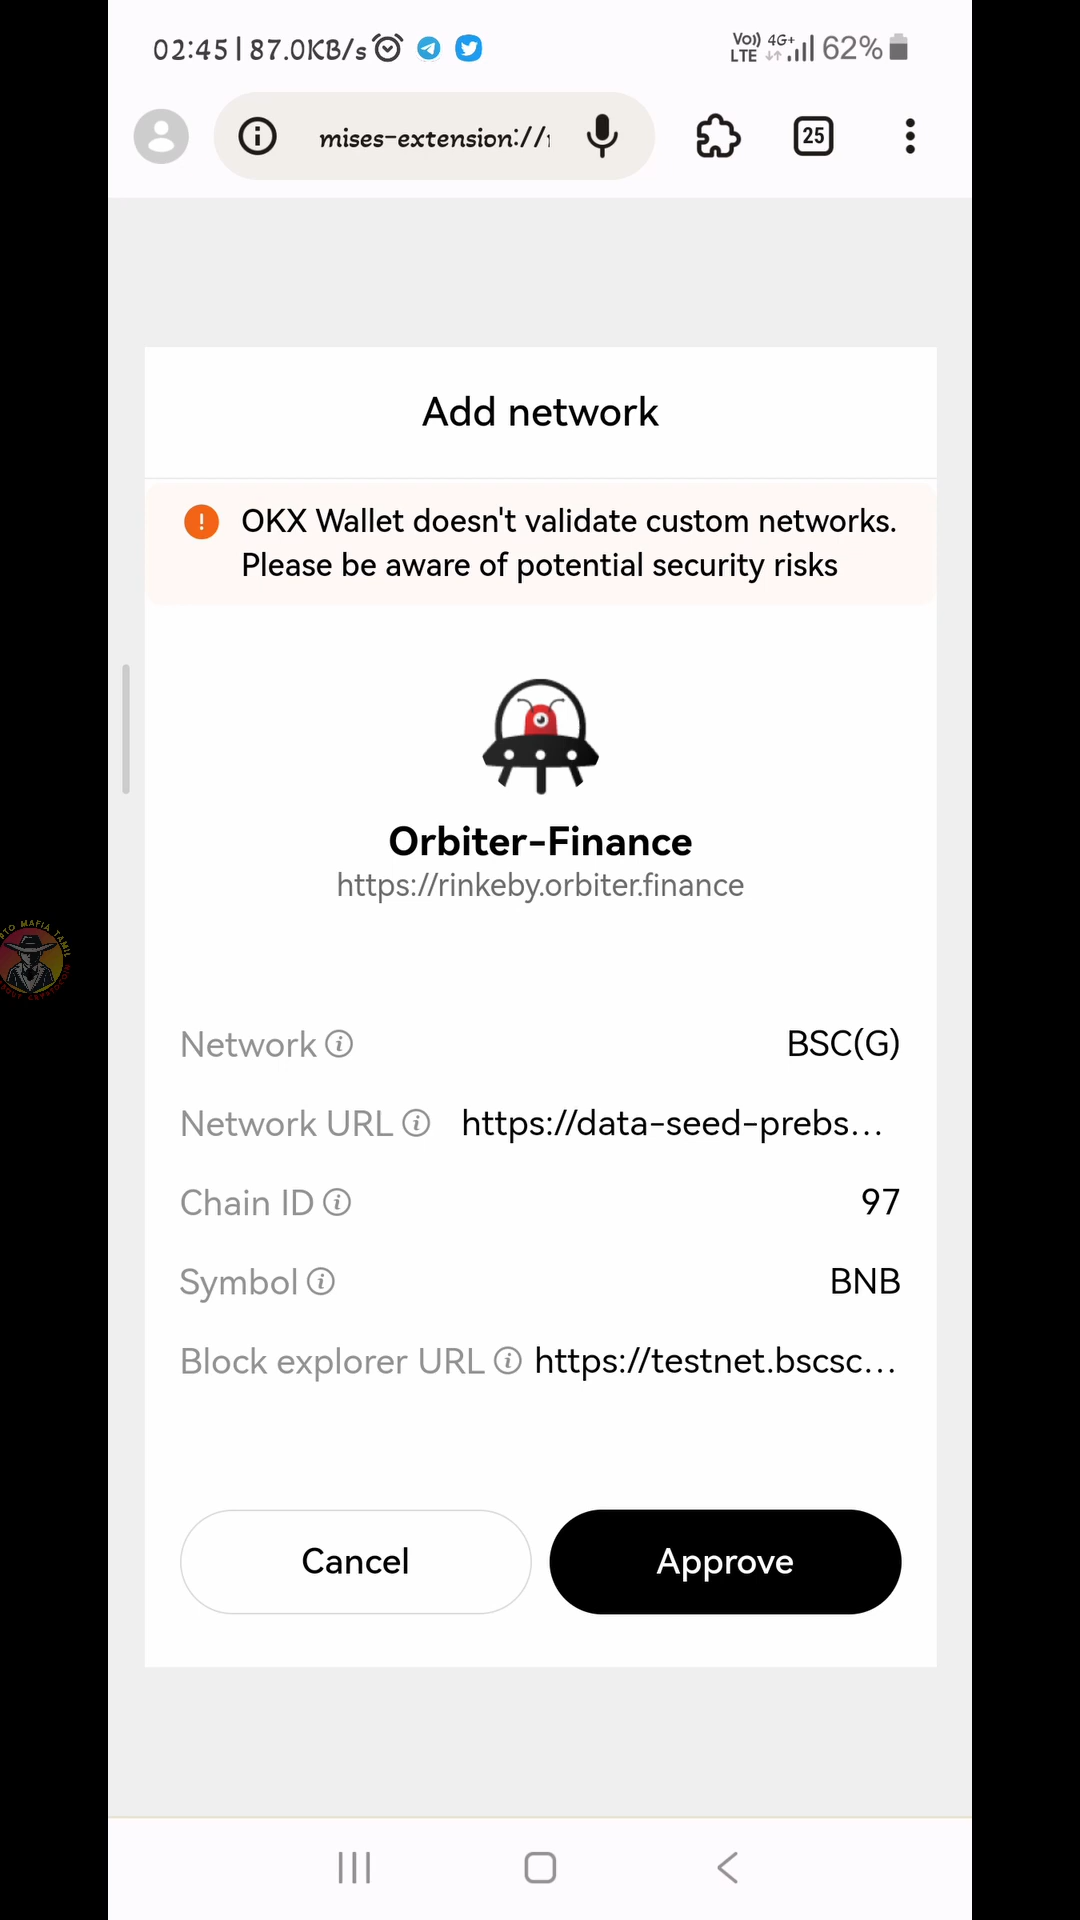 02:45 | 87.0KB/s
Vo)) LTE 4G+ 62%
mises-extension://
25
Add network
OKX Wallet doesn't validate custom networks.
Please be aware of potential security risks
Orbiter-Finance
https://rinkeby.orbiter.finance
MAFIA TAMIL
Network BSC(G)
Network URL https://data-seed-prebs...
Chain ID 97
Symbol BNB
Block explorer URL https://testnet.bscsc...
Cancel Approve